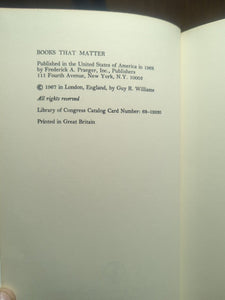 BOOKS THAT MATTER
Published in the United States of America in 1968
by Frederick A. Praeger, Inc., Publishers
111 Fourth Avenue, New York, N.Y. 10003
© 1967 in London, England, by Guy R. Williams
All rights reserved
Library of Congress Catalog Card Number:
Printed in Great Britain